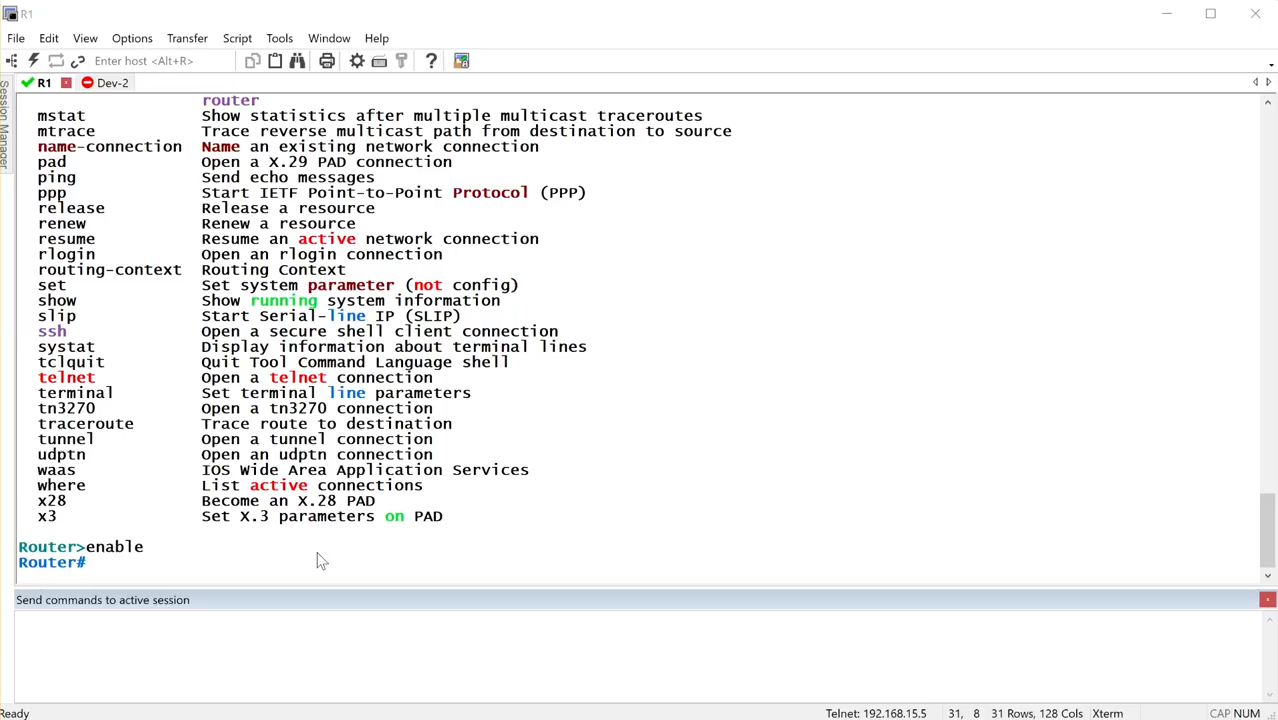 R1
File Edit View Options Transfer Script Tools Window Help
Enter host <Alt+R>
R1 Dev-2
Session Manager
router
mstat Show statistics after multiple multicast traceroutes
mtrace Trace reverse multicast path from destination to source
name-connection Name an existing network connection
pad Open a X.29 PAD connection
ping Send echo messages
ppp Start IETF Point-to-Point Protocol (PPP)
release Release a resource
renew Renew a resource
resume Resume an active network connection
rlogin Open an rlogin connection
routing-context Routing Context
set Set system parameter (not config)
show Show running system information
slip Start Serial-line IP (SLIP)
ssh Open a secure shell client connection
systat Display information about terminal lines
tclquit Quit Tool Command Language shell
telnet Open a telnet connection
terminal Set terminal line parameters
tn3270 Open a tn3270 connection
traceroute Trace route to destination
tunnel Open a tunnel connection
udptn Open an udptn connection
waas IOS Wide Area Application Services
where List active connections
x28 Become an X.28 PAD
x3 Set X.3 parameters on PAD
Router>enable
Router#
Send commands to active session
Ready Telnet: 192.168.15.5 31, 8 31 Rows, 128 Cols Xterm CAP NUM